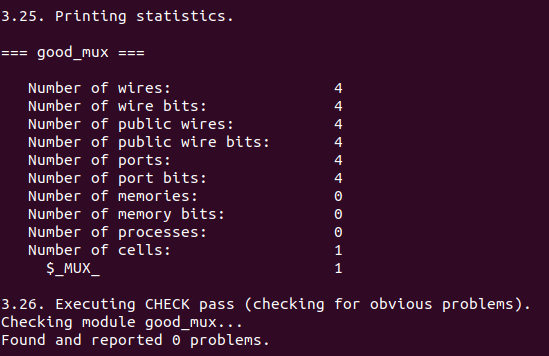 3.25. Printing statistics.
=== good_mux ===
Number of wires: 4
Number of wire bits: 4
Number of public wires: 4
Number of public wire bits: 4
Number of ports: 4
Number of port bits: 4
Number of memories: 0
Number of memory bits: 0
Number of processes: 0
Number of cells: 1
$_MUX_ 1
3.26. Executing CHECK pass (checking for obvious problems).
Checking module good_mux...
Found and reported 0 problems.